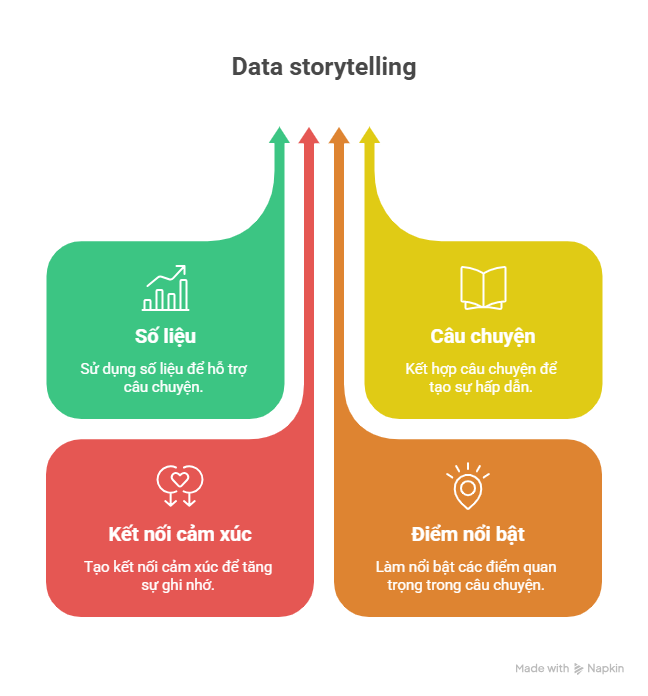 Data storytelling
Số liệu
Sử dụng số liệu để hỗ trợ
câu chuyện.
Câu chuyện
Kết hợp câu chuyện để
tạo sự hấp dẫn.
Kết nối cảm xúc
Tạo kết nối cảm xúc để tăng
sự ghi nhớ.
Điểm nổi bật
Làm nổi bật các điểm quan
trọng trong câu chuyện.
Made with Napkin